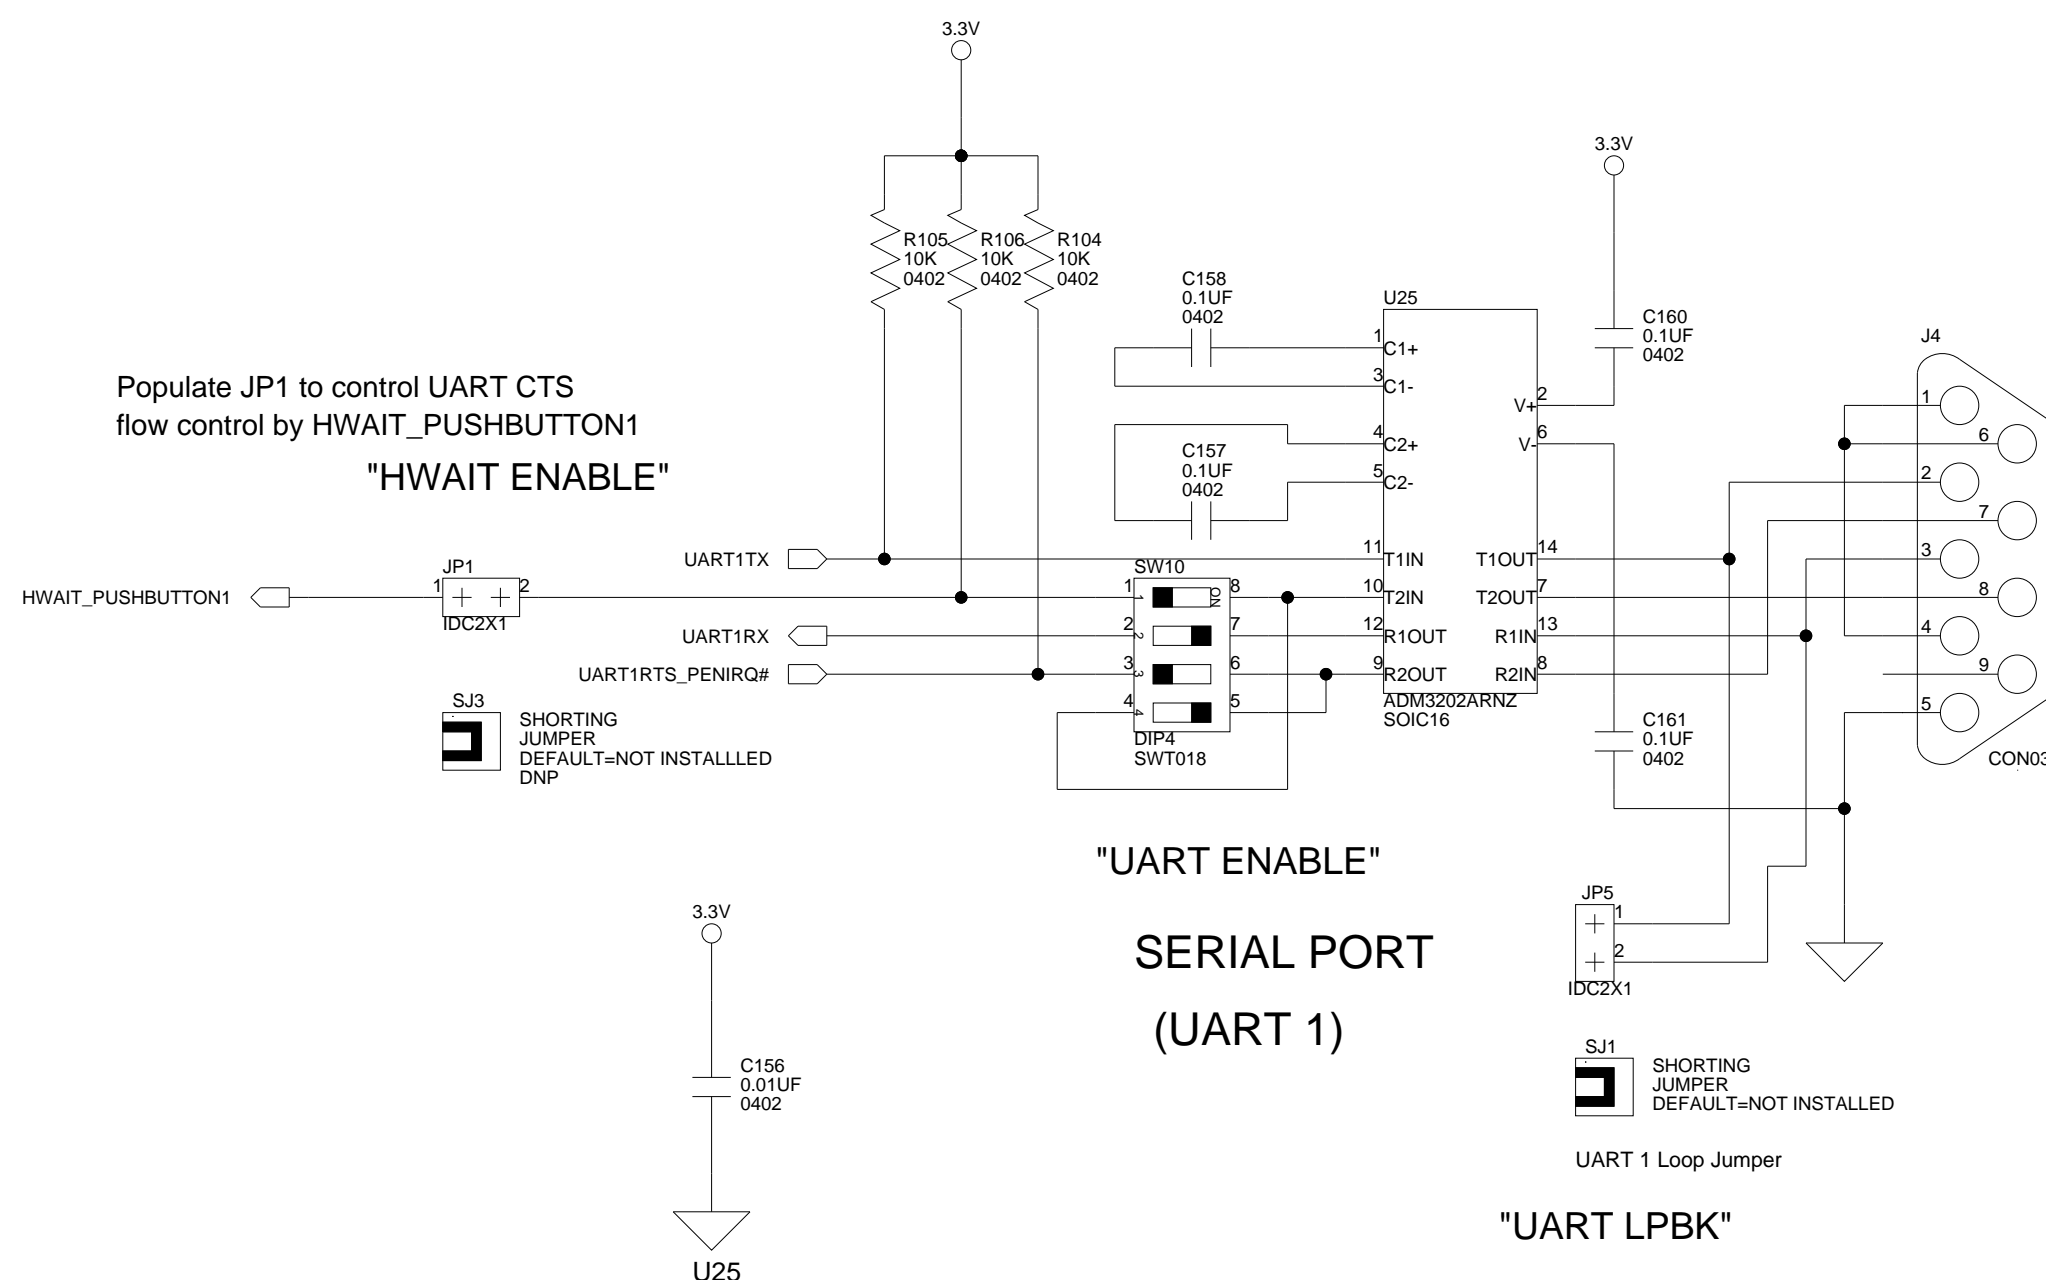 3.3V
3.3V
R105
10K
0402
R106
10K
0402
R104
10K
0402
C158
0.1UF
0402
U25
C160
0.1UF
0402
J4
1
C1+
3
C1-
2
V+
4
C2+
6
V-
5
C2-
C157
0.1UF
0402
Populate JP1 to control UART CTS
flow control by HWAIT_PUSHBUTTON1
"HWAIT ENABLE"
UART1TX
11
T1IN
T1OUT
14
HWAIT_PUSHBUTTON1
JP1
1
2
IDC2X1
SW10
1
1
ON
8
10
T2IN
T2OUT
7
UART1RX
2
2
7
12
R1OUT
R1IN
13
UART1RTS_PENIRQ#
3
3
6
9
R2OUT
R2IN
8
4
4
5
DIP4
SWT018
ADM3202ARNZ
SOIC16
1
6
2
7
3
8
4
9
5
CON03
SJ3
SHORTING
JUMPER
DEFAULT=NOT INSTALLLED
DNP
C161
0.1UF
0402
"UART ENABLE"
SERIAL PORT
(UART 1)
JP5
1
2
IDC2X1
3.3V
C156
0.01UF
0402
U25
SJ1
SHORTING
JUMPER
DEFAULT=NOT INSTALLED
UART 1 Loop Jumper
"UART LPBK"